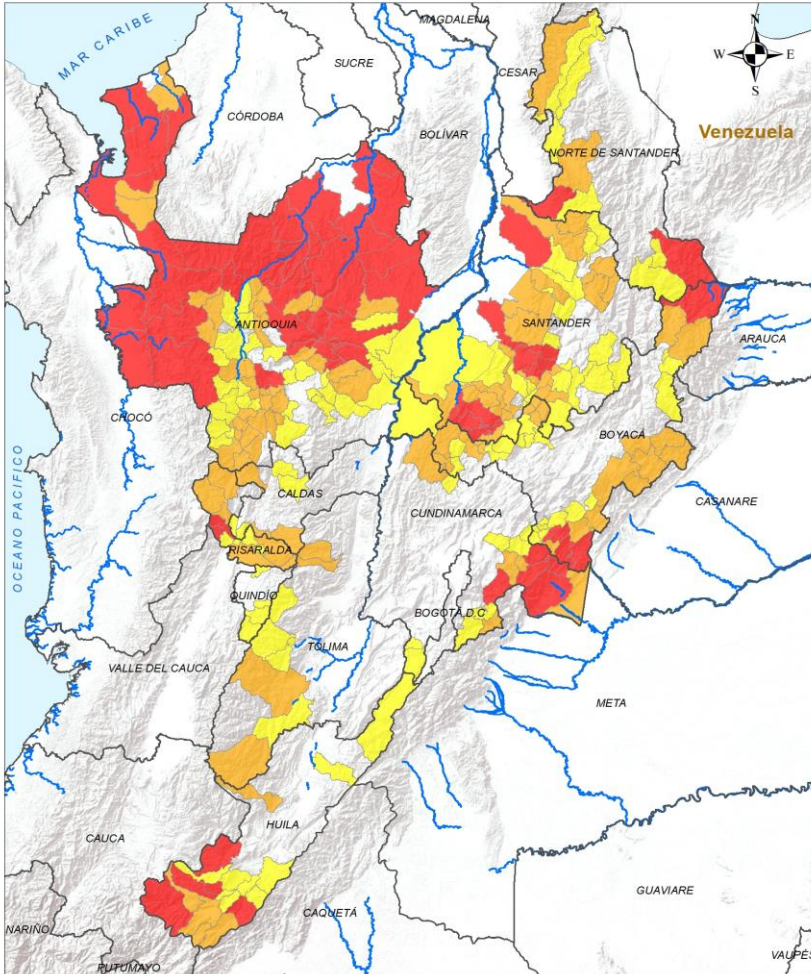 MAGDALENA
N
MAR CARIBE
W
E
SUCRE
CESAR
S
CÓRDOBA
BOLÍVAR
Venezuela
NORTE DE SANTANDER
ANTIOQUIA
SANTANDER
ARAUCA
CHOCÓ
BOYACÁ
OCEANO PACIFICO
CALDAS
CASANARE
CUNDINAMARCA
RISARALDA
QUINDÍO
BOGOTÁ D.C
TOLIMA
VALLE DEL CAUCA
META
HUILA
CAUCA
GUAVIARE
CAQUETÁ
NARIÑO
VAUPÉS
PUTUMAYO